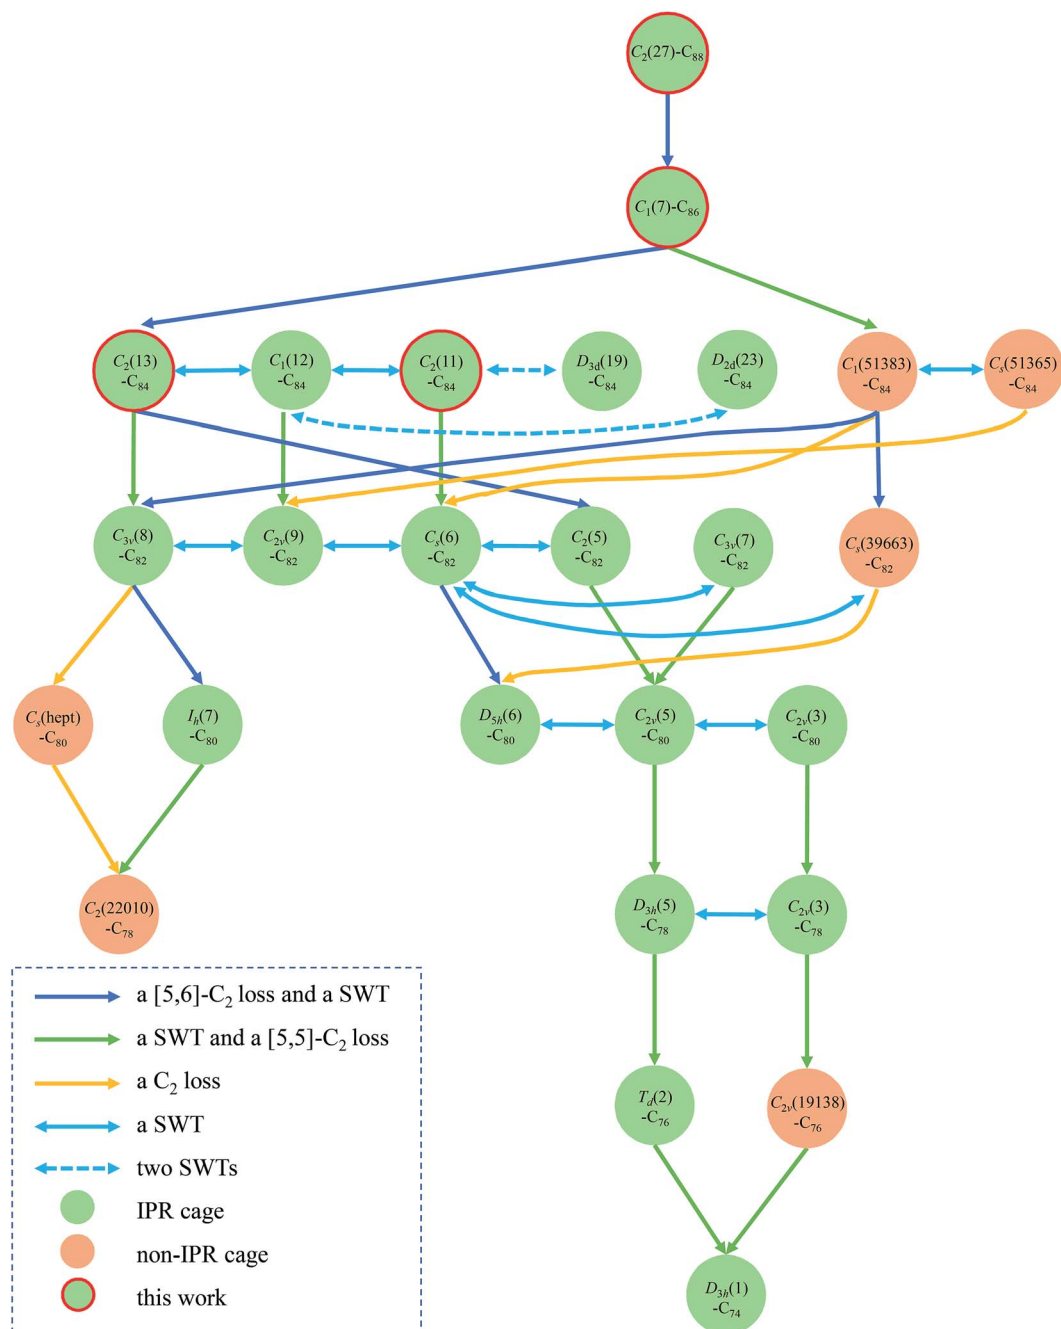 C₂(27)-C₈₈
C₁(7)-C₈₆
C₂(13)
-C₈₄
C₁(12)
-C₈₄
C₂(11)
-C₈₄
D₃d(19)
-C₈₄
D₂d(23)
-C₈₄
C₁(51383)
-C₈₄
Cₛ(51365)
-C₈₄
C₃ᵥ(8)
-C₈₂
C₂ᵥ(9)
-C₈₂
Cₛ(6)
-C₈₂
C₂(5)
-C₈₂
C₃ᵥ(7)
-C₈₂
Cₛ(39663)
-C₈₂
Cₛ(hept)
-C₈₀
Iₕ(7)
-C₈₀
D₅ₕ(6)
-C₈₀
C₂ᵥ(5)
-C₈₀
C₂ᵥ(3)
-C₈₀
C₂(22010)
-C₇₈
D₃ₕ(5)
-C₇₈
C₂ᵥ(3)
-C₇₈
T_d(2)
-C₇₆
C₂ᵥ(19138)
-C₇₆
D₃ₕ(1)
-C₇₄
a [5,6]-C₂ loss and a SWT
a SWT and a [5,5]-C₂ loss
a C₂ loss
a SWT
two SWTs
IPR cage
non-IPR cage
this work